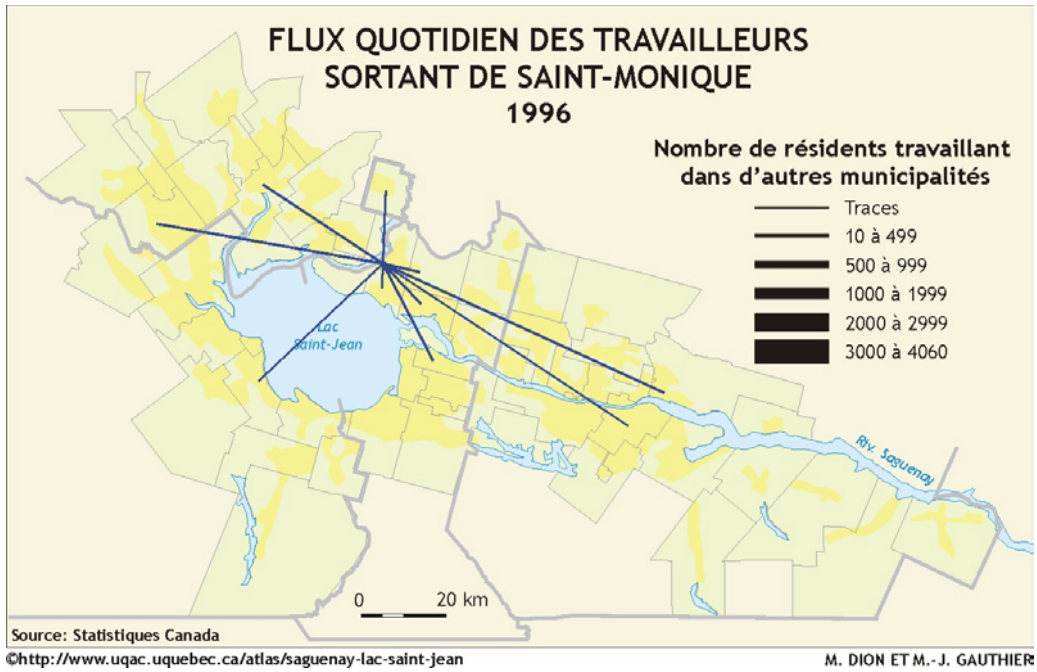 FLUX QUOTIDIEN DES TRAVAILLEURS
SORTANT DE SAINT-MONIQUE
1996
Nombre de résidents travaillant
dans d'autres municipalités
Traces
10 à 499
500 à 999
1000 à 1999
2000 à 2999
3000 à 4060
Lac
Saint-Jean
Riv. Saguenay
0 20 km
Source: Statistiques Canada
©http://www.uqac.uquebec.ca/atlas/saguenay-lac-saint-jean
M. DION ET M.-J. GAUTHIER